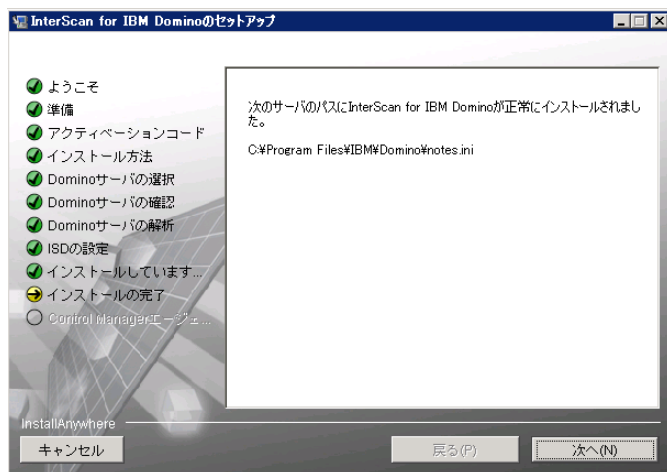 InterScan for IBM Dominoのセットアップ
ようこそ
準備
アクティベーションコード
インストール方法
Dominoサーバの選択
Dominoサーバの確認
Dominoサーバの解析
ISDの設定
インストールしています...
インストールの完了
Control Managerエージェ...
次のサーバのパスにInterScan for IBM Dominoが正常にインストールされまし
た。
C:¥Program Files¥IBM¥Domino¥notes.ini
InstallAnywhere
キャンセル
戻る(P)
次へ(N)